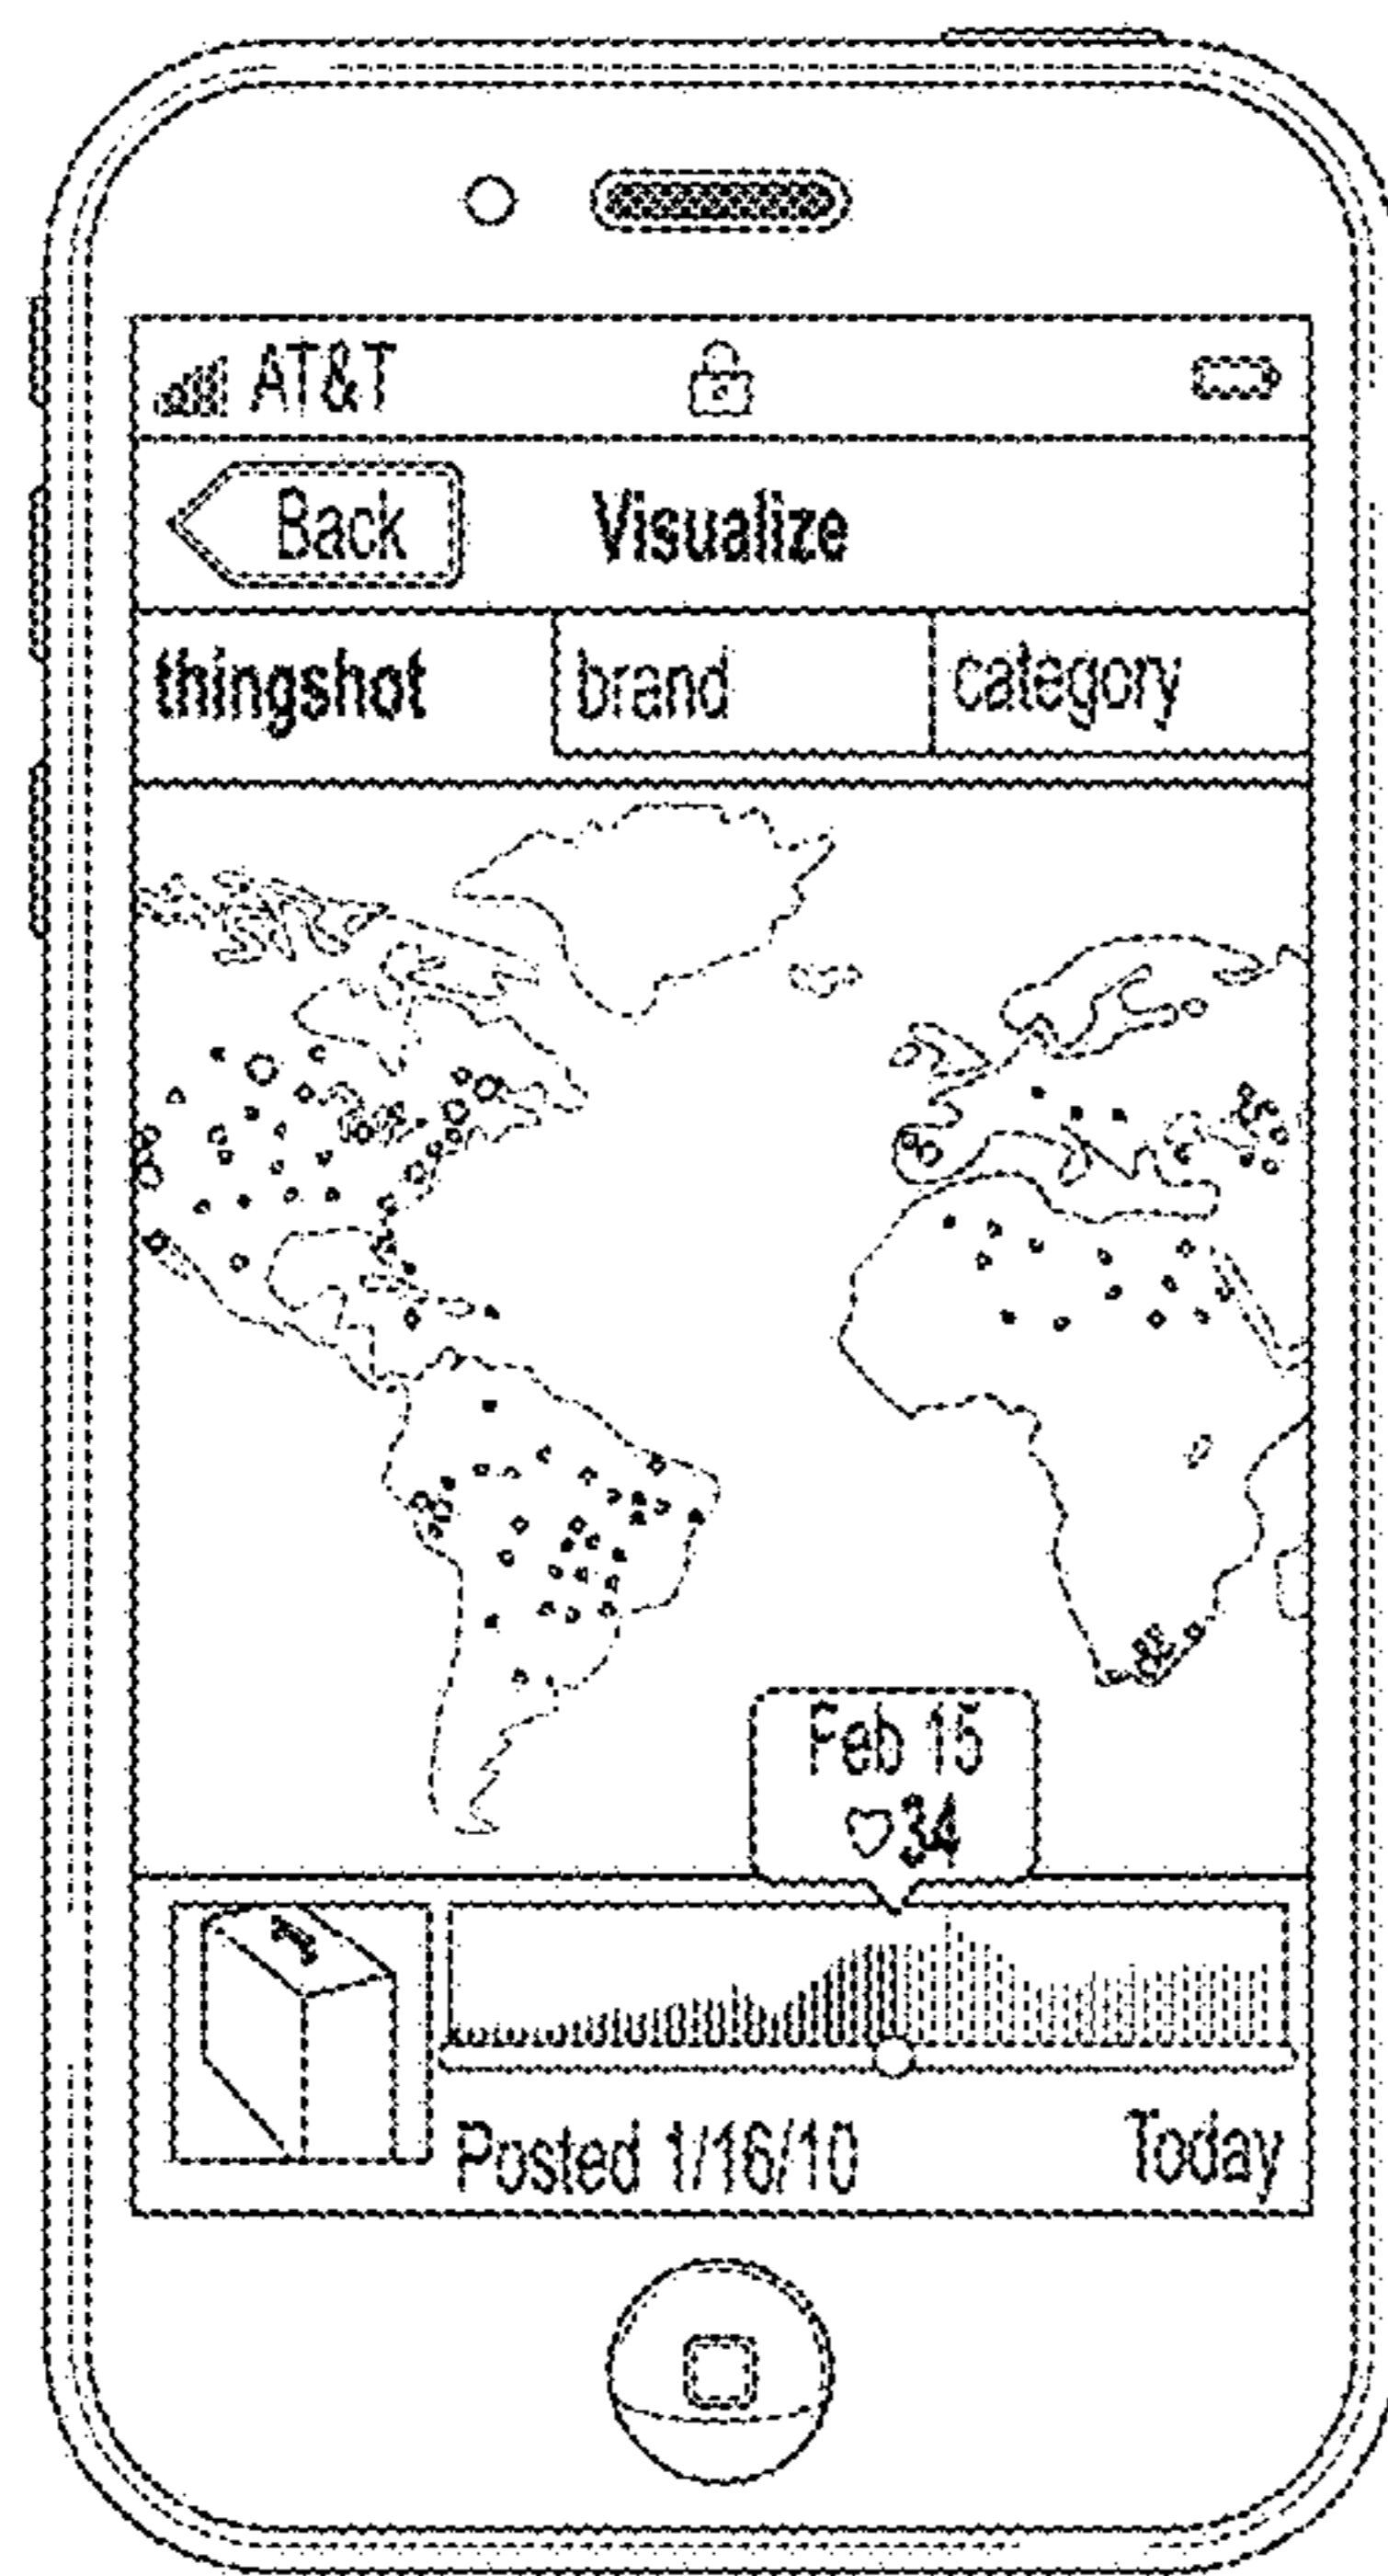 AT&T
Back Visualize
thingshot brand category
Feb 15
♡34
Posted 1/16/10 Today